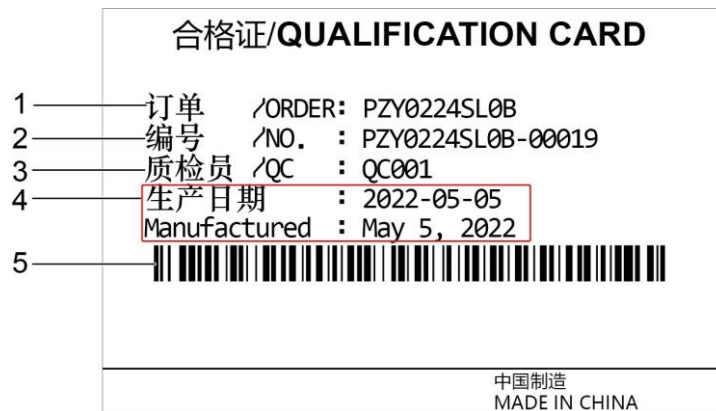 合格证/QUALIFICATION CARD
1 订单 /ORDER: PZY0224SL0B
2 编号 /NO. : PZY0224SL0B-00019
3 质检员 /QC : QC001
4 生产日期 : 2022-05-05
Manufactured : May 5, 2022
5
中国制造
MADE IN CHINA